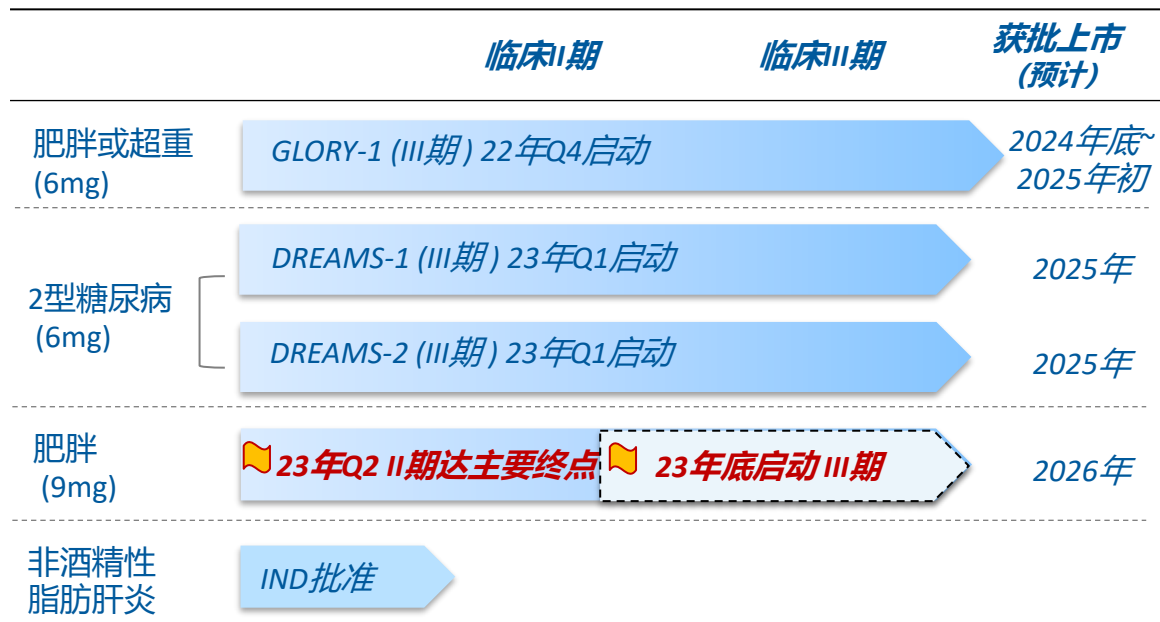 临床II期
临床III期
获批上市
(预计)
肥胖或超重
(6mg)
GLORY-1 (III期 ) 22年Q4启动
2024年底~
2025年初
2型糖尿病
(6mg)
DREAMS-1 (III期 ) 23年Q1启动
2025年
DREAMS-2 (III期 ) 23年Q1启动
2025年
肥胖
(9mg)
23年Q2 II期达主要终点
23年底启动 III期
2026年
非酒精性
脂肪肝炎
IND批准